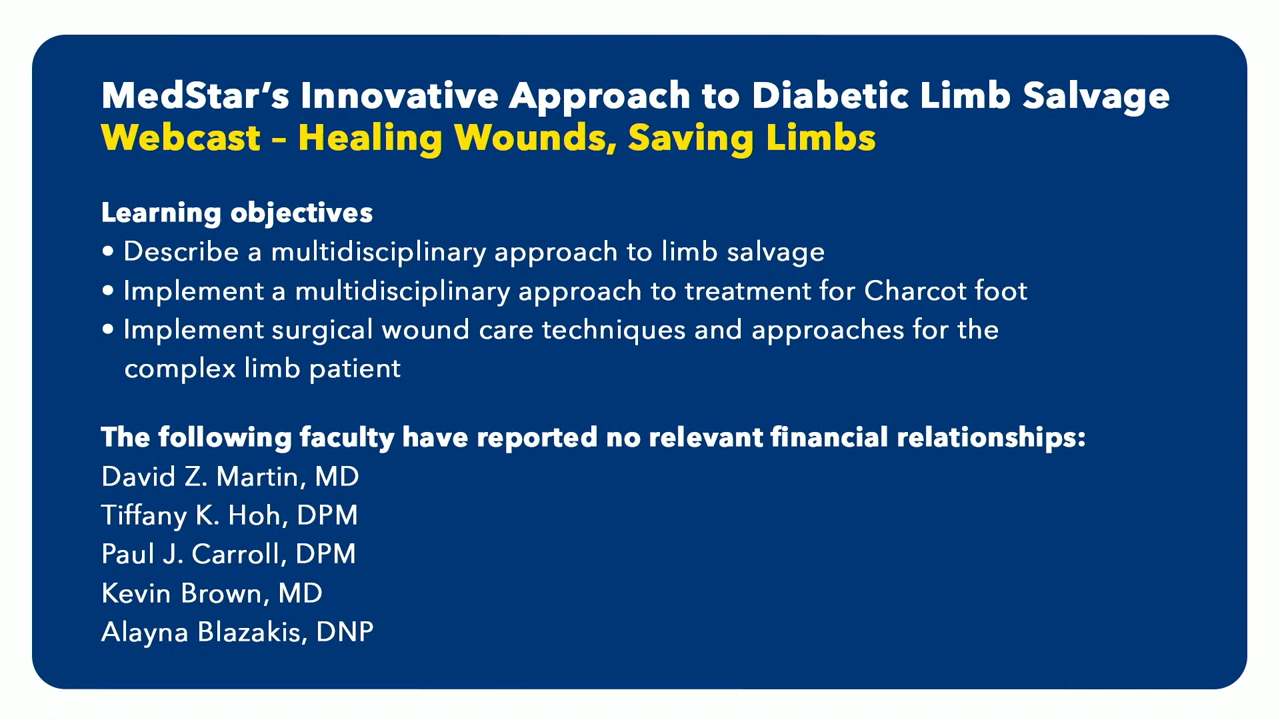 MedStar’s Innovative Approach to Diabetic Limb Salvage
Webcast – Healing Wounds, Saving Limbs
Learning objectives
• Describe a multidisciplinary approach to limb salvage
• Implement a multidisciplinary approach to treatment for Charcot foot
• Implement surgical wound care techniques and approaches for the
complex limb patient
The following faculty have reported no relevant financial relationships:
David Z. Martin, MD
Tiffany K. Hoh, DPM
Paul J. Carroll, DPM
Kevin Brown, MD
Alayna Blazakis, DNP